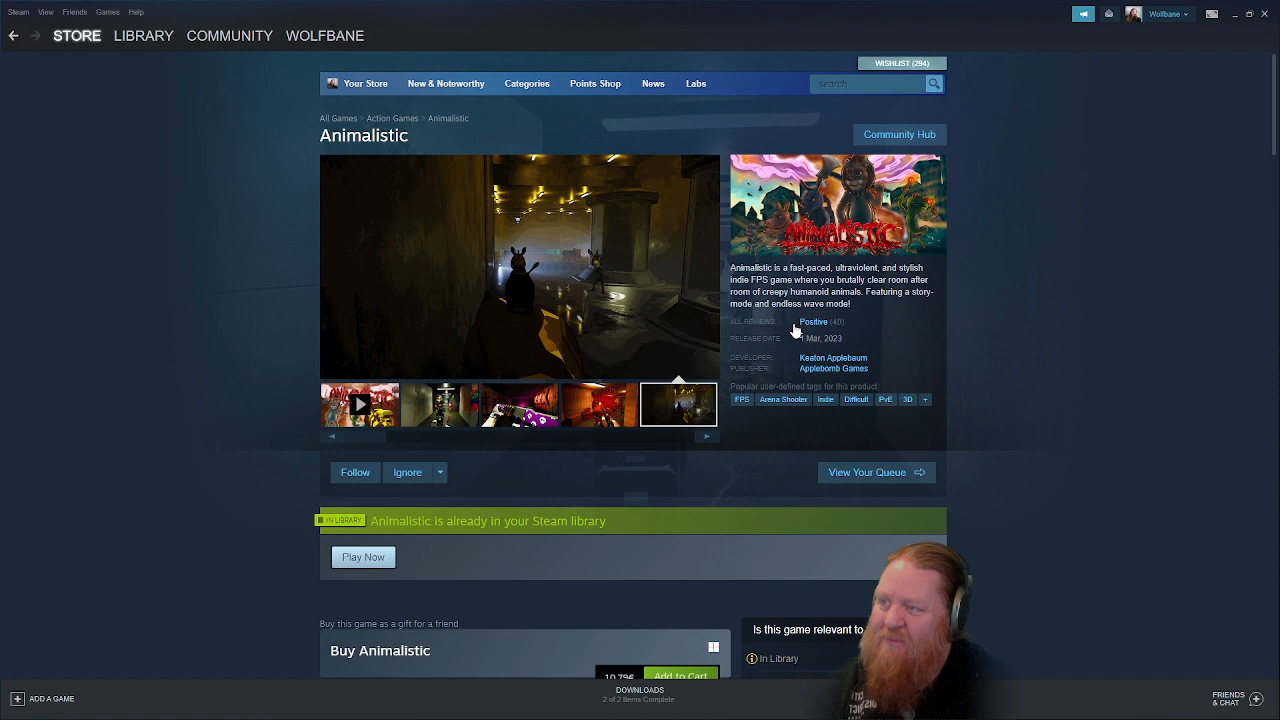 Steam View Friends Games Help
Wolfbane
STORE LIBRARY COMMUNITY WOLFBANE
WISHLIST (294)
Your Store New & Noteworthy Categories Points Shop News Labs
search
All Games > Action Games > Animalistic
Animalistic
Community Hub
ANIMALISTIC
Animalistic is a fast-paced, ultraviolent, and stylish
indie FPS game where you brutally clear room after
room of creepy humanoid animals. Featuring a story-
mode and endless wave mode!
ALL REVIEWS: Positive (40)
RELEASE DATE: 1 Mar, 2023
DEVELOPER: Keaton Applebaum
PUBLISHER: Applebomb Games
Popular user-defined tags for this product:
FPS Arena Shooter Indie Difficult PvE 3D +
Follow Ignore
View Your Queue
IN LIBRARY Animalistic is already in your Steam library
Play Now
Buy this game as a gift for a friend
Is this game relevant to
Buy Animalistic
In Library
10,79€ Add to Cart
ADD A GAME
DOWNLOADS
2 of 2 Items Complete
FRIENDS
& CHAT